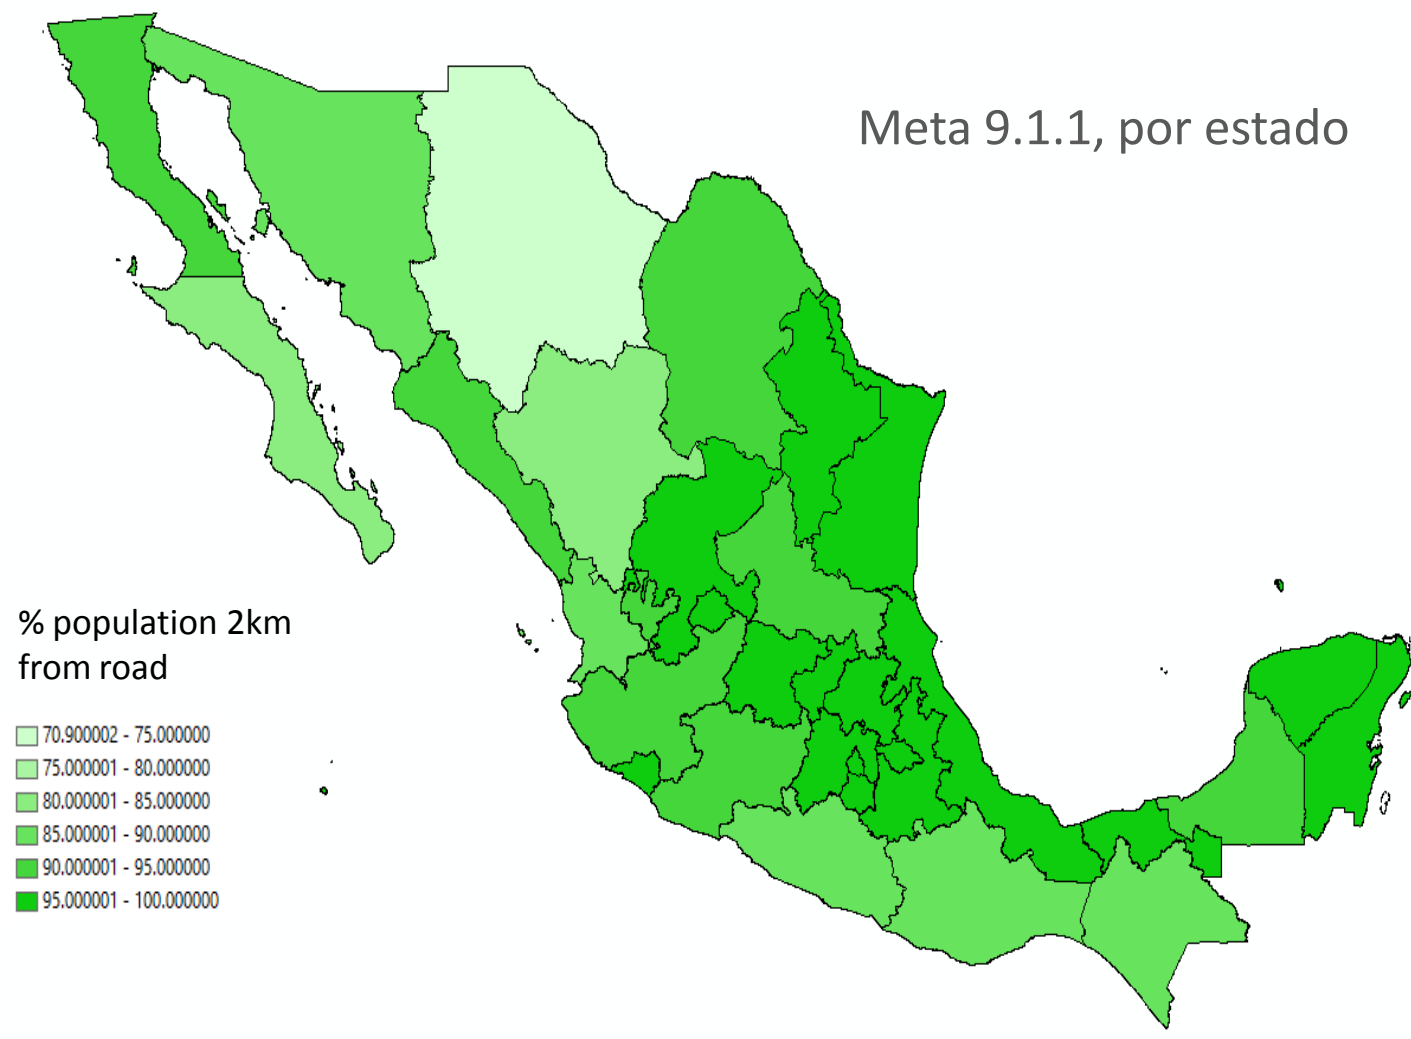 Meta 9.1.1, por estado
% population 2km
from road
70.900002 - 75.000000
75.000001 - 80.000000
80.000001 - 85.000000
85.000001 - 90.000000
90.000001 - 95.000000
95.000001 - 100.000000